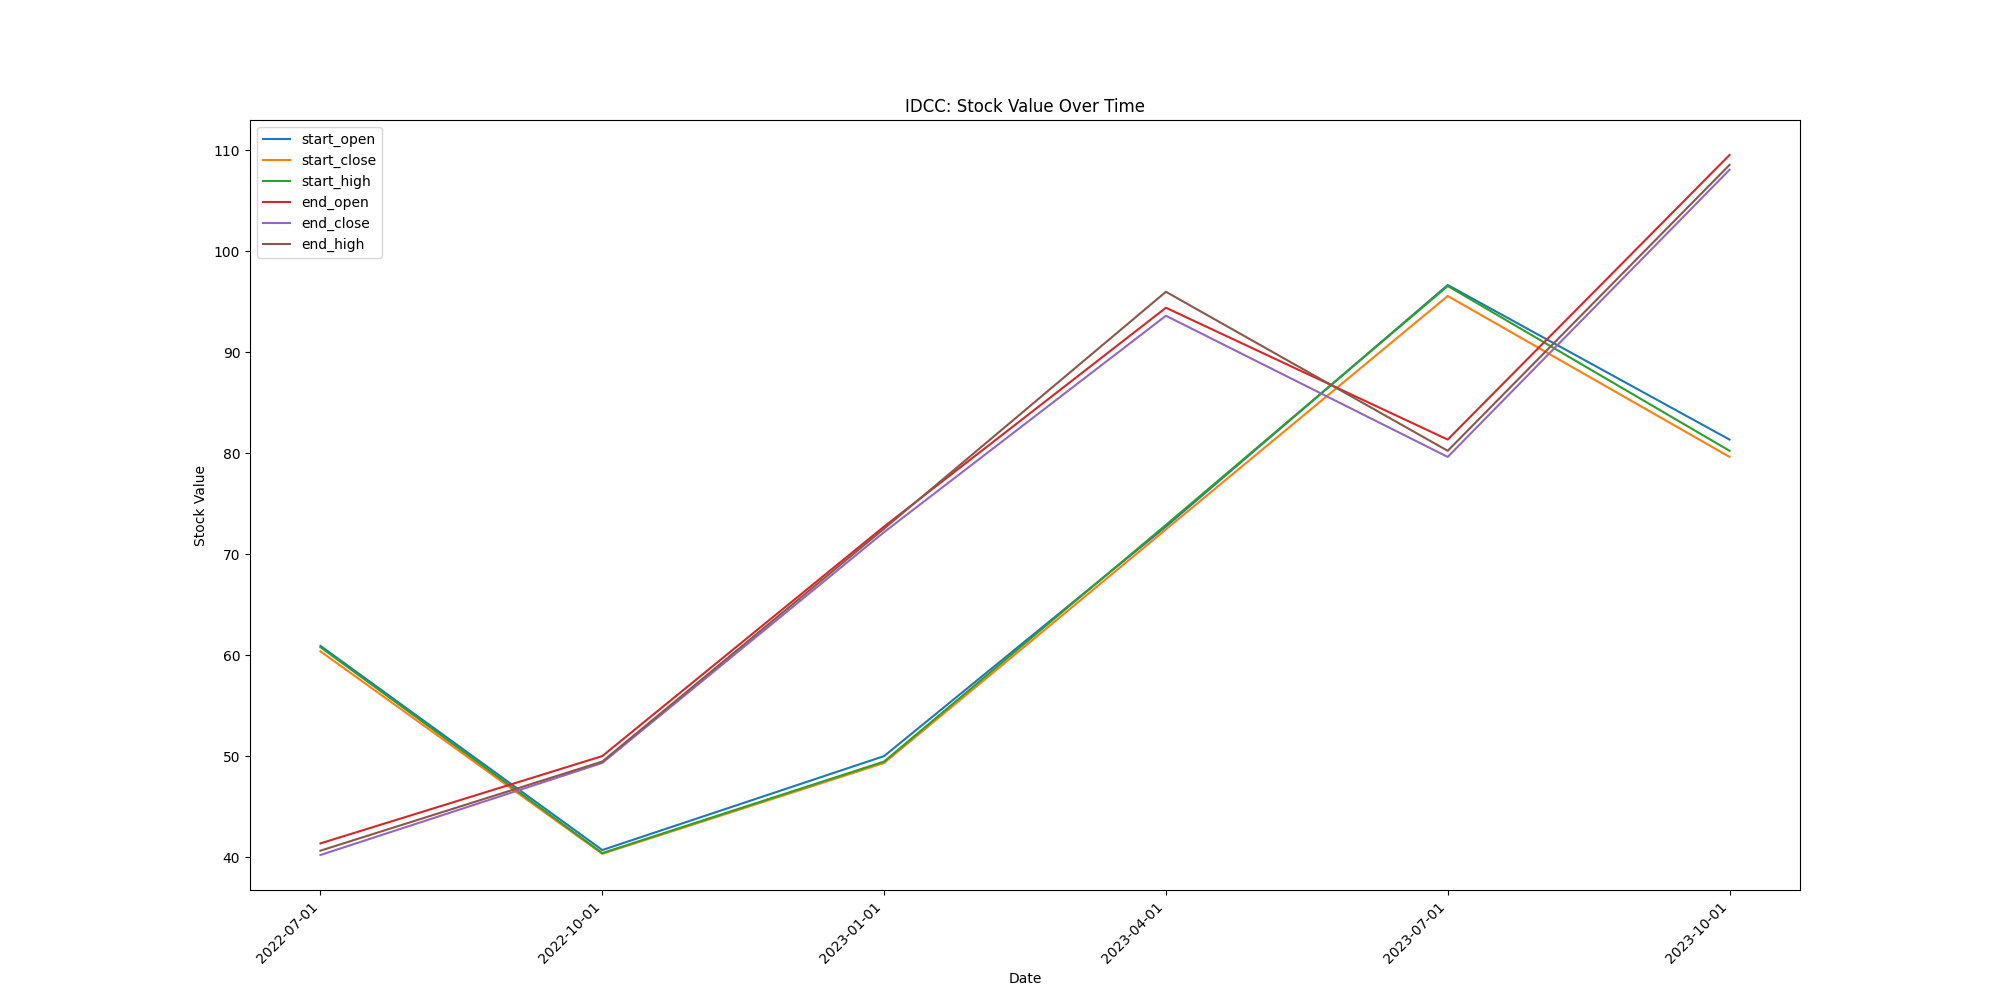 IDCC: Stock Value Over Time
start_open
start_close
start_high
end_open
end_close
end_high
110
100
90
80
70
60
50
40
Stock Value
2022-07-01
2022-10-01
2023-01-01
2023-04-01
2023-07-01
2023-10-01
Date